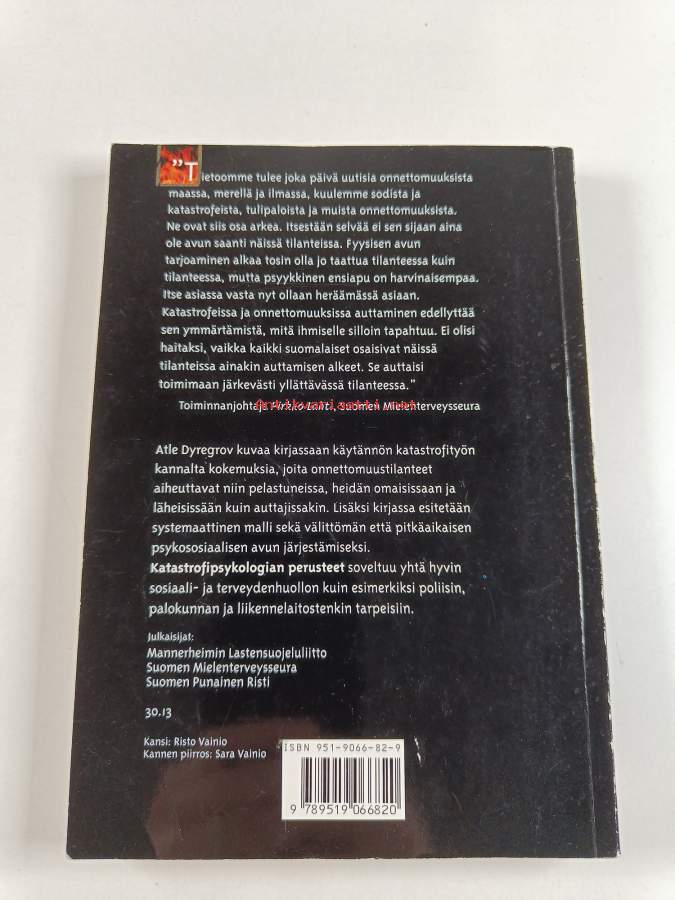 ”Tietoomme tulee joka päivä uutisia onnettomuuksista
maassa, merellä ja ilmassa, kuulemme sodista ja
katastrofeista, tulipaloista ja muista onnettomuuksista.
Ne ovat siis osa arkea. Itsestään selvää ei sen sijaan aina
ole avun saanti näissä tilanteissa. Fyysisen avun
tarjoaminen alkaa tosin olla jo taattua tilanteessa kuin
tilanteessa, mutta psyykkinen ensiapu on harvinaisempaa.
Itse asiassa vasta nyt ollaan heräämässä asiaan.
Katastrofeissa ja onnettomuuksissa auttaminen edellyttää
sen ymmärtämistä, mitä ihmiselle silloin tapahtuu. Ei olisi
haitaksi, vaikka kaikki suomalaiset osaisivat näissä
tilanteissa ainakin auttamisen alkeet. Se auttaisi
toimimaan järkevästi yllättävässä tilanteessa.”
Toiminnanjohtaja Suomen Mielenterveysseura
Antikvariaatti.net
Atle Dyregrov kuvaa kirjassaan käytännön katastrofityön
kannalta kokemuksia, joita onnettomuustilanteet
aiheuttavat niin pelastuneissa, heidän omaisissaan ja
läheisissään kuin auttajissakin. Lisäksi kirjassa esitetään
systemaattinen malli sekä välittömän että pitkäaikaisen
psykososiaalisen avun järjestämiseksi.
Katastrofipsykologian perusteet soveltuu yhtä hyvin
sosiaali- ja terveydenhuollon kuin esimerkiksi poliisin,
palokunnan ja liikennelaitostenkin tarpeisiin.
Julkaisijat:
Mannerheimin Lastensuojeluliitto
Suomen Mielenterveysseura
Suomen Punainen Risti
30.13
Kansi: Risto Vainio
Kannen piirros: Sara Vainio
ISBN 951-9066-82-9
9 789519 066820